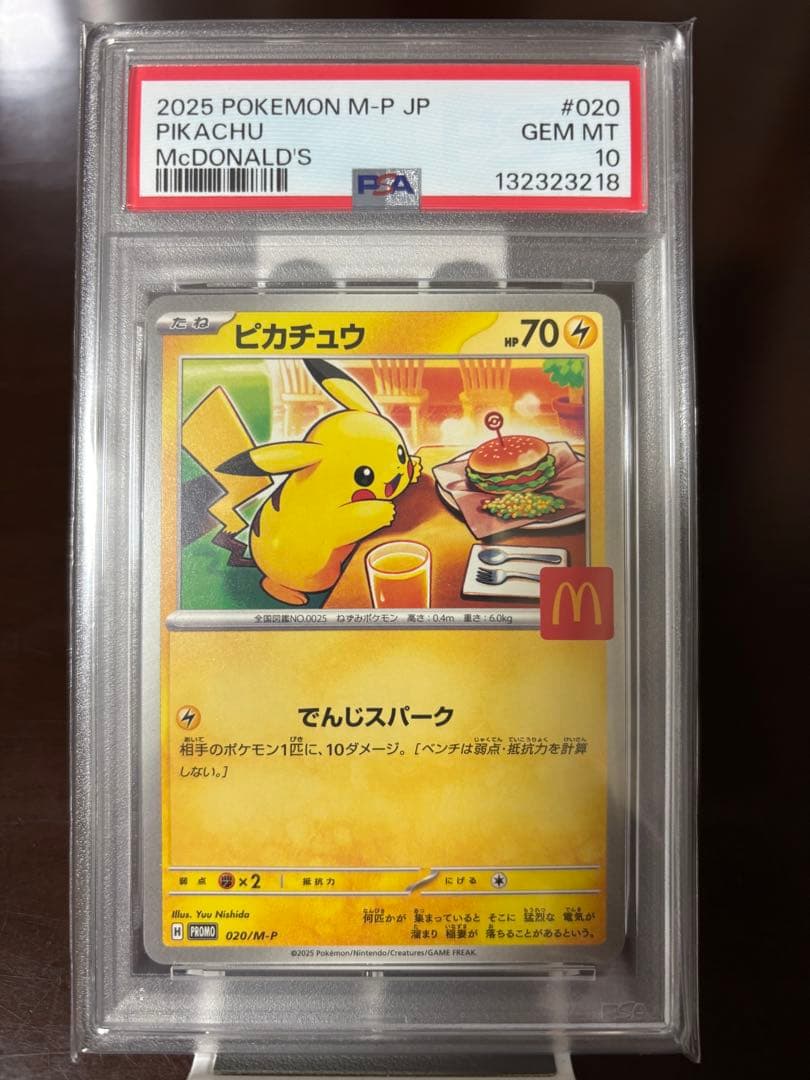 2025 POKEMON M-P JP #020
PIKACHU GEM MT
McDONALD'S 10
PSA 132323218
たね ピカチュウ HP70
全国図鑑NO.0025 ねずみポケモン 高さ:0.4m 重さ:6.0kg
でんじスパーク
相手のポケモン1匹に、10ダメージ。[ベンチは弱点・抵抗力を計算
しない。]
弱点 ×2 抵抗力 にげる
Illus. Yuu Nishida
何匹かが 集まっていると そこに 猛烈な 電気が
溜まり 稲妻が 落ちることがあるという。
H PROMO 020/M-P
©2025 Pokémon/Nintendo/Creatures/GAME FREAK.
PSA